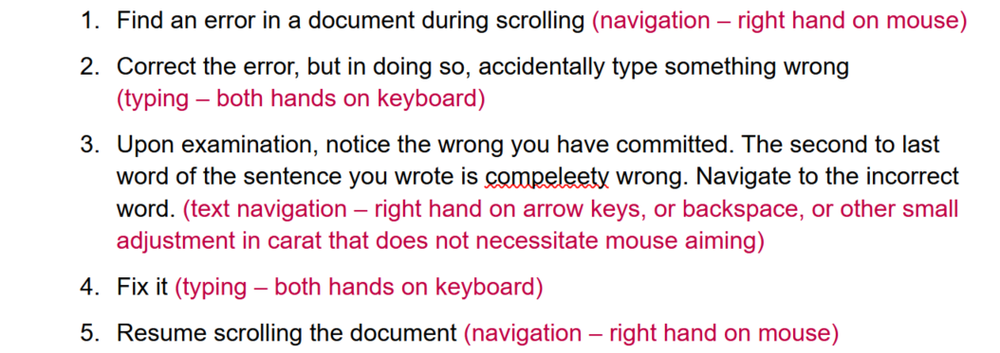 1. Find an error in a document during scrolling (navigation – right hand on mouse)
2. Correct the error, but in doing so, accidentally type something wrong
(typing – both hands on keyboard)
3. Upon examination, notice the wrong you have committed. The second to last
word of the sentence you wrote is compeleety wrong. Navigate to the incorrect
word. (text navigation – right hand on arrow keys, or backspace, or other small
adjustment in carat that does not necessitate mouse aiming)
4. Fix it (typing – both hands on keyboard)
5. Resume scrolling the document (navigation – right hand on mouse)